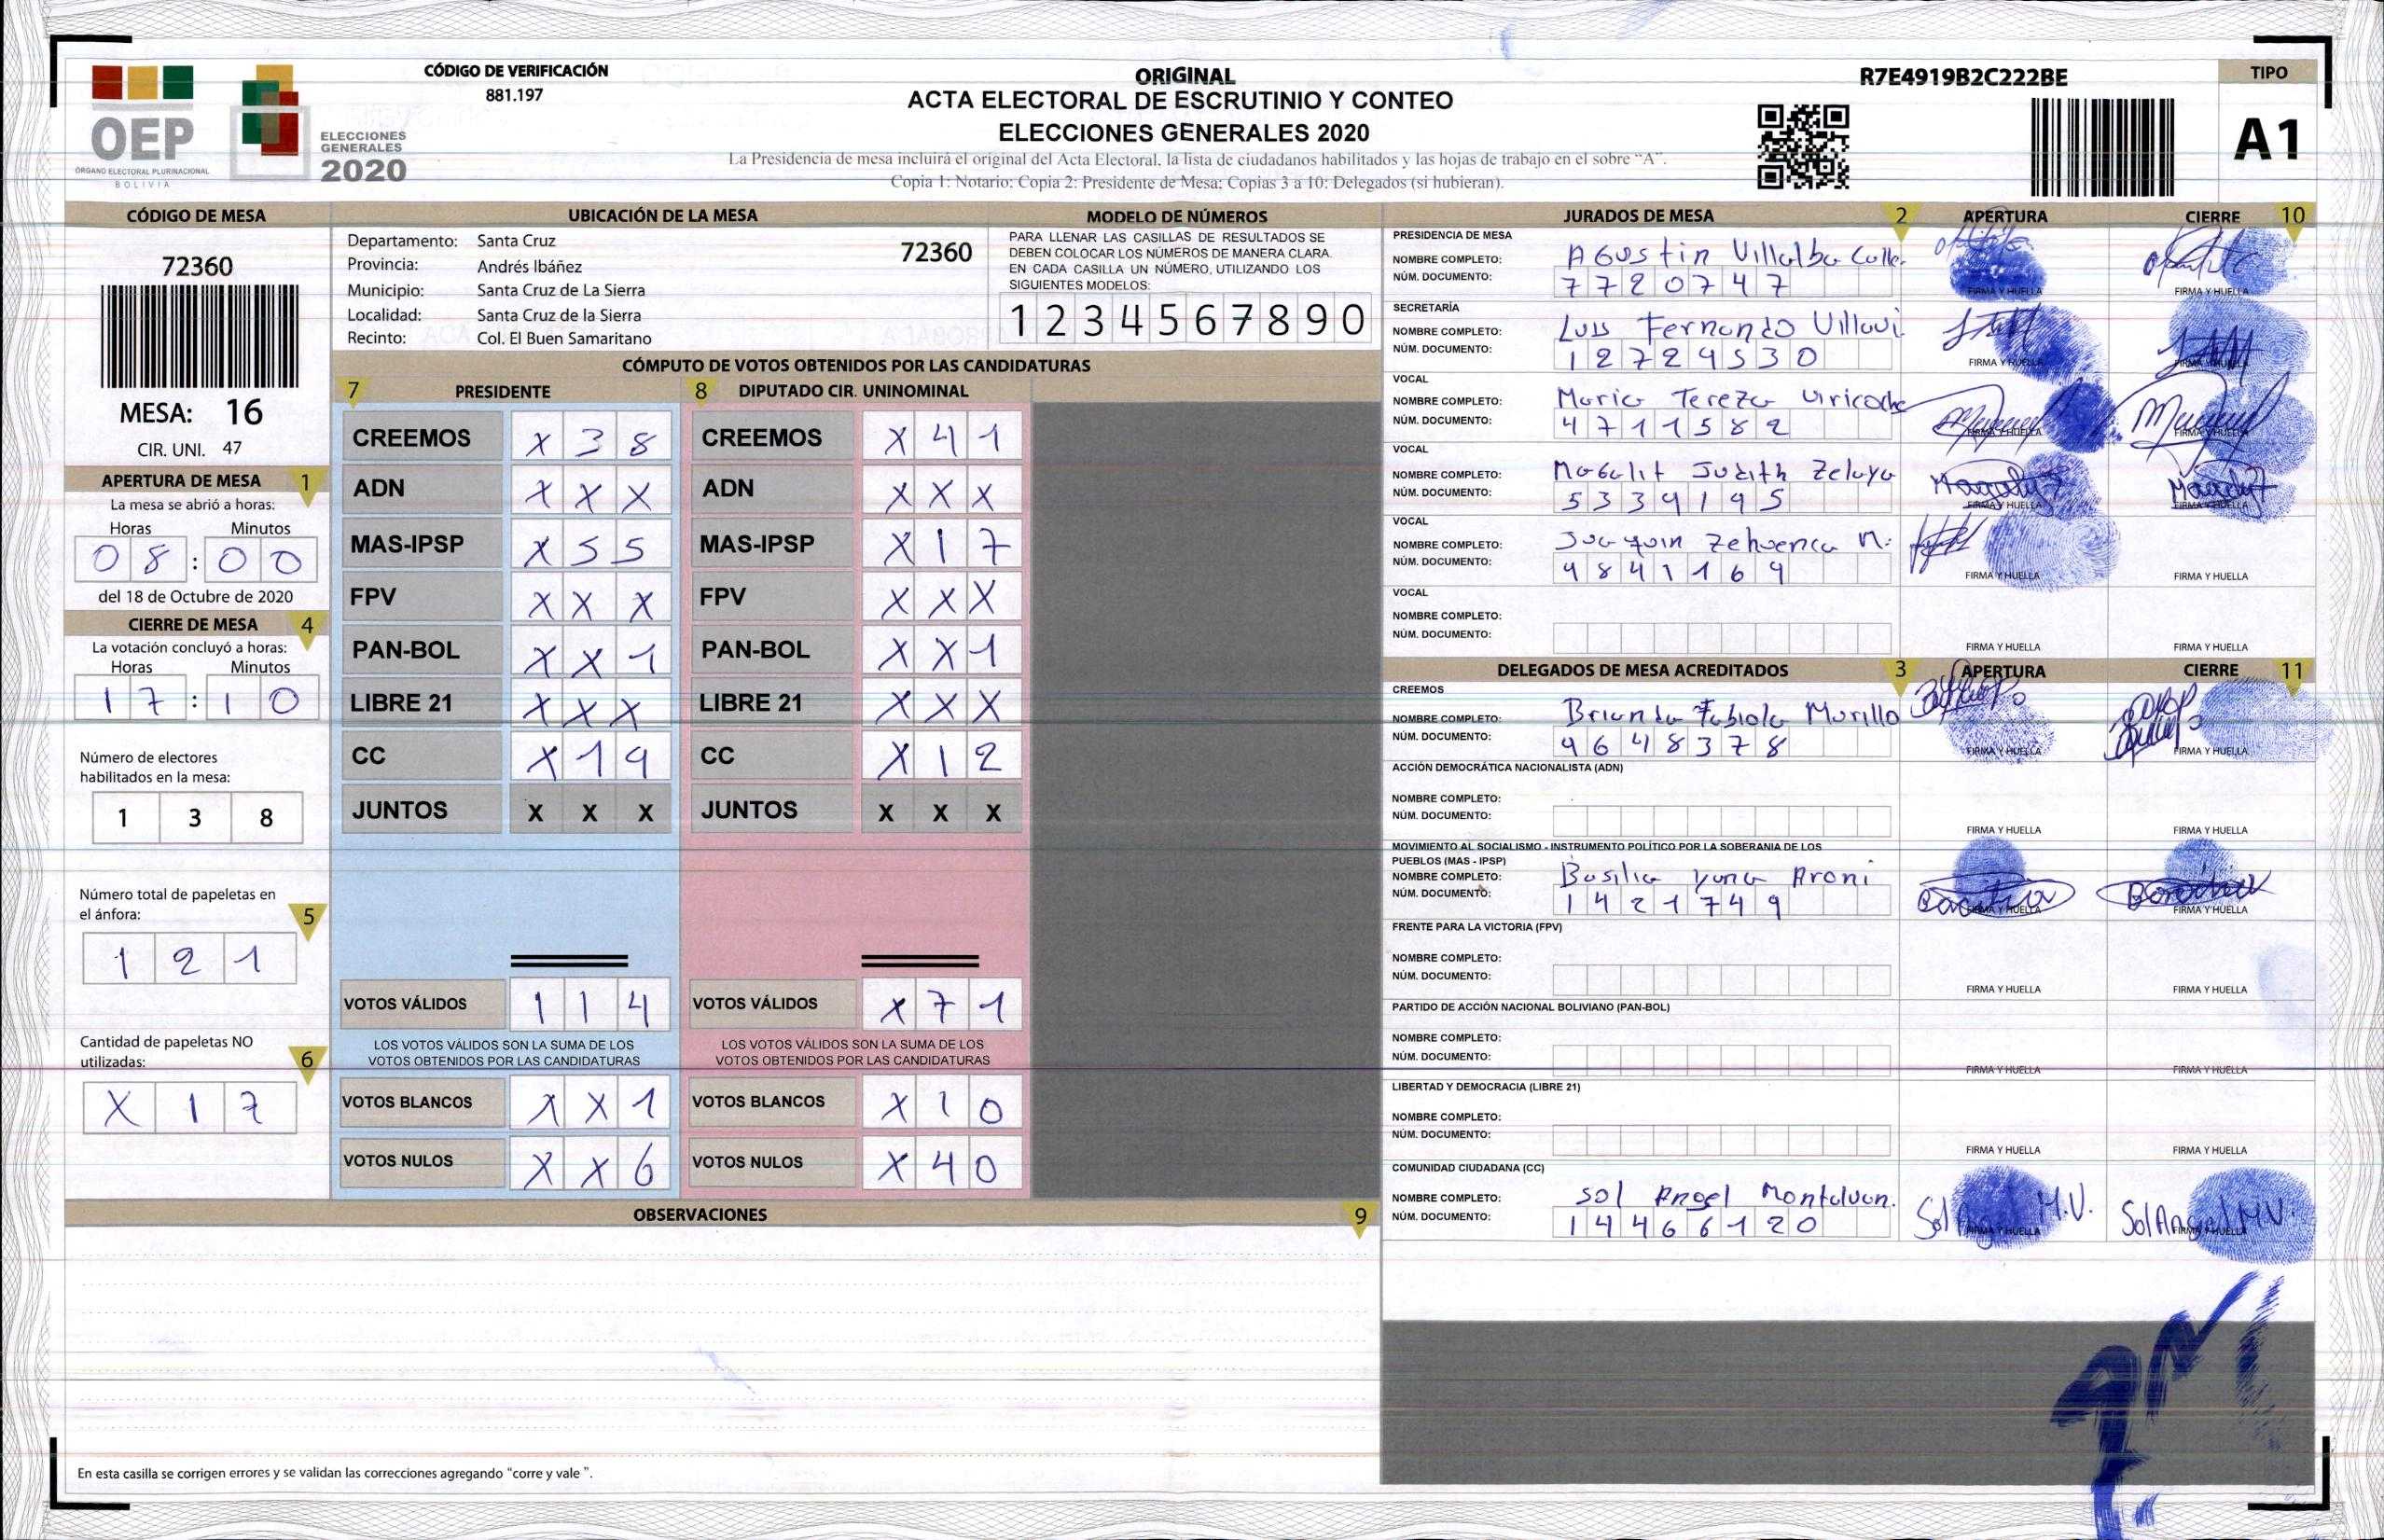 OEP
ÓRGANO ELECTORAL PLURINACIONAL
BOLIVIA
ELECCIONES
GENERALES
2020
CÓDIGO DE VERIFICACIÓN
881.197
ORIGINAL
ACTA ELECTORAL DE ESCRUTINIO Y CONTEO
ELECCIONES GENERALES 2020
La Presidencia de mesa incluirá el original del Acta Electoral, la lista de ciudadanos habilitados y las hojas de trabajo en el sobre “A”.
Copia 1: Notario; Copia 2: Presidente de Mesa; Copias 3 a 10: Delegados (si hubieran).
R7E4919B2C222BE
TIPO
A1
CÓDIGO DE MESA
72360
MESA: 16
CIR. UNI. 47
APERTURA DE MESA 1
La mesa se abrió a horas:
Horas Minutos
08:00
del 18 de Octubre de 2020
CIERRE DE MESA 4
La votación concluyó a horas:
Horas Minutos
17:10
Número de electores
habilitados en la mesa:
1 3 8
Número total de papeletas en
el ánfora: 5
1 2 1
Cantidad de papeletas NO
utilizadas: 6
X 1 7
UBICACIÓN DE LA MESA
Departamento: Santa Cruz 72360
Provincia: Andrés Ibáñez
Municipio: Santa Cruz de La Sierra
Localidad: Santa Cruz de la Sierra
Recinto: Col. El Buen Samaritano
MODELO DE NÚMEROS
PARA LLENAR LAS CASILLAS DE RESULTADOS SE
DEBEN COLOCAR LOS NÚMEROS DE MANERA CLARA.
EN CADA CASILLA UN NÚMERO, UTILIZANDO LOS
SIGUIENTES MODELOS:
1 2 3 4 5 6 7 8 9 0
CÓMPUTO DE VOTOS OBTENIDOS POR LAS CANDIDATURAS
7 PRESIDENTE 8 DIPUTADO CIR. UNINOMINAL
CREEMOS X 3 8 CREEMOS X 4 1
ADN X X X ADN X X X
MAS-IPSP X 5 5 MAS-IPSP X 1 7
FPV X X X FPV X X X
PAN-BOL X X 1 PAN-BOL X X 1
LIBRE 21 X X X LIBRE 21 X X X
CC X 1 9 CC X 1 2
JUNTOS X X X JUNTOS X X X
VOTOS VÁLIDOS 1 1 4 VOTOS VÁLIDOS X 7 1
LOS VOTOS VÁLIDOS SON LA SUMA DE LOS LOS VOTOS VÁLIDOS SON LA SUMA DE LOS
VOTOS OBTENIDOS POR LAS CANDIDATURAS VOTOS OBTENIDOS POR LAS CANDIDATURAS
VOTOS BLANCOS X X 1 VOTOS BLANCOS X 1 0
VOTOS NULOS X X 6 VOTOS NULOS X 4 0
OBSERVACIONES 9
En esta casilla se corrigen errores y se validan las correcciones agregando “corre y vale ”.
JURADOS DE MESA 2 APERTURA CIERRE 10
PRESIDENCIA DE MESA
NOMBRE COMPLETO: Agustin Villalba
NÚM. DOCUMENTO: 7720747
FIRMA Y HUELLA FIRMA Y HUELLA
SECRETARÍA
NOMBRE COMPLETO: Luis Fernando Villavi
NÚM. DOCUMENTO: 12724530
FIRMA Y HUELLA
VOCAL
NOMBRE COMPLETO: Maria Tereza
NÚM. DOCUMENTO: 4711582
FIRMA Y HUELLA FIRMA Y HUELLA
VOCAL
NOMBRE COMPLETO: Magalit Judith Zelaya
NÚM. DOCUMENTO: 5339195
FIRMA Y HUELLA FIRMA Y HUELLA
VOCAL
NOMBRE COMPLETO: Joaquin
NÚM. DOCUMENTO: 9841169
FIRMA Y HUELLA FIRMA Y HUELLA
VOCAL
NOMBRE COMPLETO:
NÚM. DOCUMENTO:
FIRMA Y HUELLA FIRMA Y HUELLA
DELEGADOS DE MESA ACREDITADOS 3 APERTURA CIERRE 11
CREEMOS
NOMBRE COMPLETO: Brianda Fabiola Murillo
NÚM. DOCUMENTO: 9648378
FIRMA Y HUELLA FIRMA Y HUELLA
ACCIÓN DEMOCRÁTICA NACIONALISTA (ADN)
NOMBRE COMPLETO:
NÚM. DOCUMENTO:
FIRMA Y HUELLA FIRMA Y HUELLA
MOVIMIENTO AL SOCIALISMO - INSTRUMENTO POLÍTICO POR LA SOBERANIA DE LOS
PUEBLOS (MAS - IPSP)
NOMBRE COMPLETO: Basilia Yana Aroni
NÚM. DOCUMENTO: 1421749
FIRMA Y HUELLA FIRMA Y HUELLA
FRENTE PARA LA VICTORIA (FPV)
NOMBRE COMPLETO:
NÚM. DOCUMENTO:
FIRMA Y HUELLA FIRMA Y HUELLA
PARTIDO DE ACCIÓN NACIONAL BOLIVIANO (PAN-BOL)
NOMBRE COMPLETO:
NÚM. DOCUMENTO:
FIRMA Y HUELLA FIRMA Y HUELLA
LIBERTAD Y DEMOCRACIA (LIBRE 21)
NOMBRE COMPLETO:
NÚM. DOCUMENTO:
FIRMA Y HUELLA FIRMA Y HUELLA
COMUNIDAD CIUDADANA (CC)
NOMBRE COMPLETO: Sol Angel Montalvan.
NÚM. DOCUMENTO: 14466120
Sol M.V. Sol Angel M.V.
FIRMA Y HUELLA FIRMA Y HUELLA